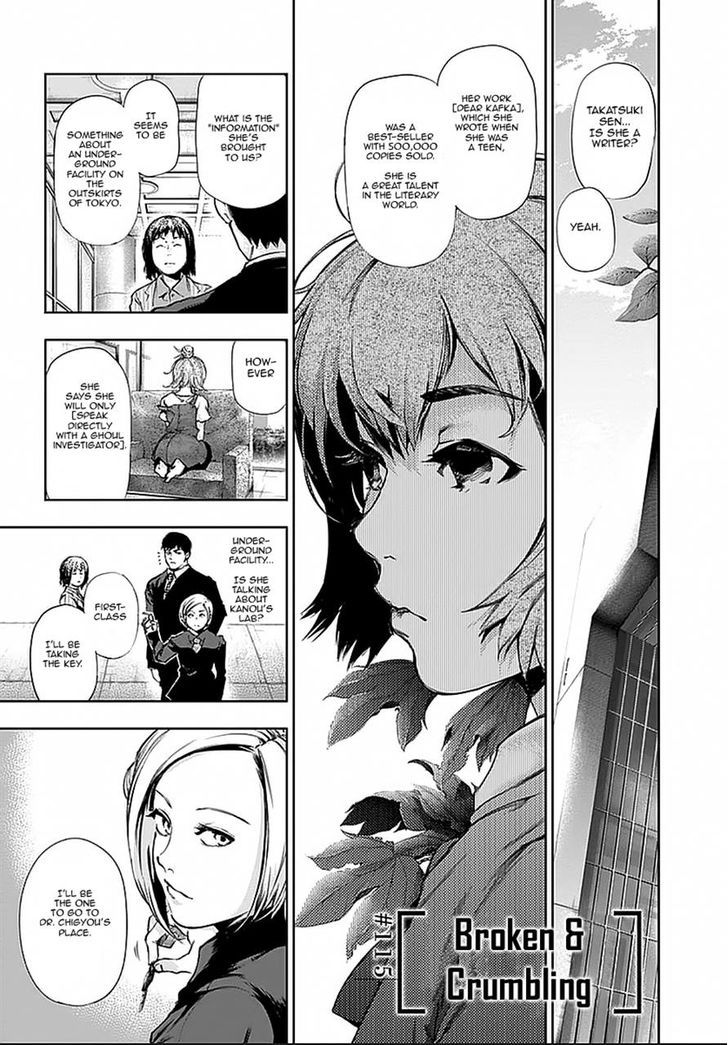 TAKATSUKI
SEN...
IS SHE A
WRITER?
YEAH.
HER WORK
[DEAR KAFKA],
WHICH SHE
WROTE WHEN
SHE WAS
A TEEN,
WAS A
BEST-SELLER
WITH 500,000
COPIES SOLD.
SHE IS
A GREAT TALENT
IN THE LITERARY
WORLD.
#115
Broken &
Crumbling
WHAT IS THE
"INFORMATION"
SHE'S
BROUGHT
TO US?
IT
SEEMS TO
BE
SOMETHING
ABOUT
AN UNDER-
GROUND
FACILITY ON
THE
OUTSKIRTS
OF TOKYO.
HOW-
EVER
SHE
SAYS SHE
WILL ONLY
[SPEAK
DIRECTLY
WITH A GHOUL
INVESTIGATOR].
UNDER-
GROUND
FACILITY...
IS SHE
TALKING
ABOUT
KANOU'S
LAB?
FIRST-
CLASS
I'LL BE
TAKING
THE KEY.
I'LL BE
THE ONE
TO GO TO
DR. CHIGYOU'S
PLACE.